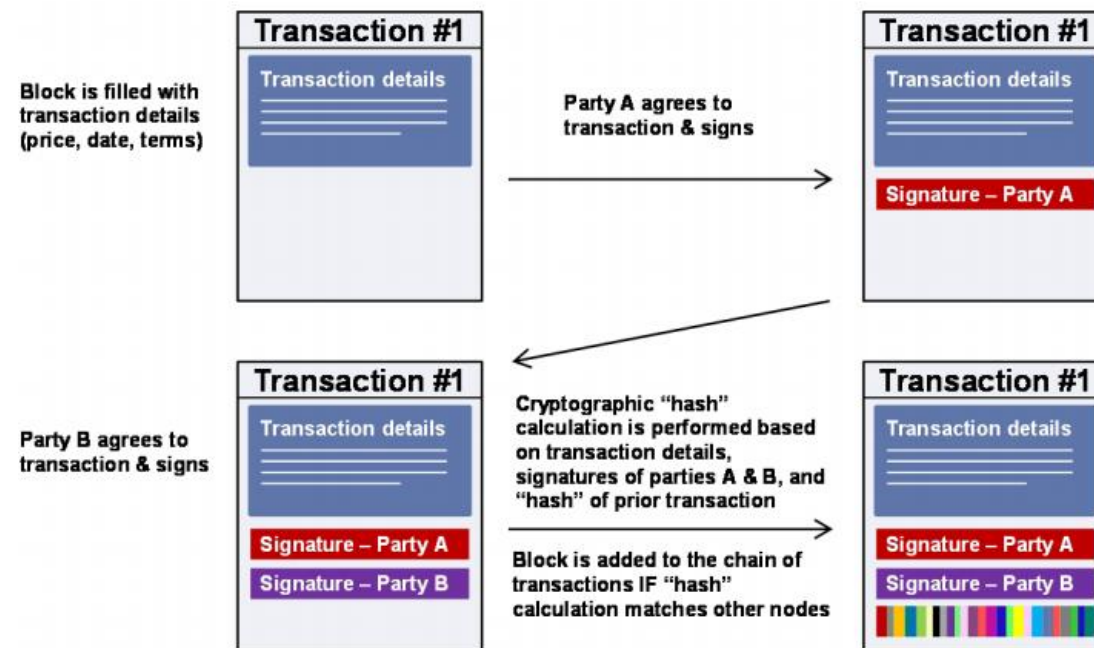 Transaction #1
Transaction #1
Block is filled with
transaction details
(price, date, terms)
Transaction details
Party A agrees to
transaction & signs
Transaction details
Signature – Party A
Transaction #1
Transaction #1
Party B agrees to
transaction & signs
Transaction details
Signature – Party A
Signature – Party B
Cryptographic “hash”
calculation is performed based
on transaction details,
signatures of parties A & B, and
“hash” of prior transaction
Block is added to the chain of
transactions IF “hash”
calculation matches other nodes
Transaction details
Signature – Party A
Signature – Party B